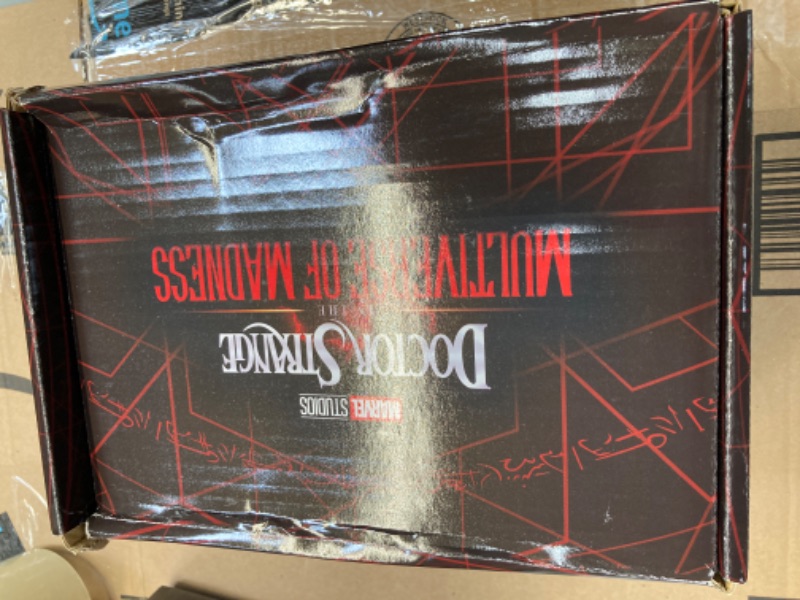 MARVEL STUDIOS
DOCTOR STRANGE
IN THE
MULTIVERSE OF MADNESS